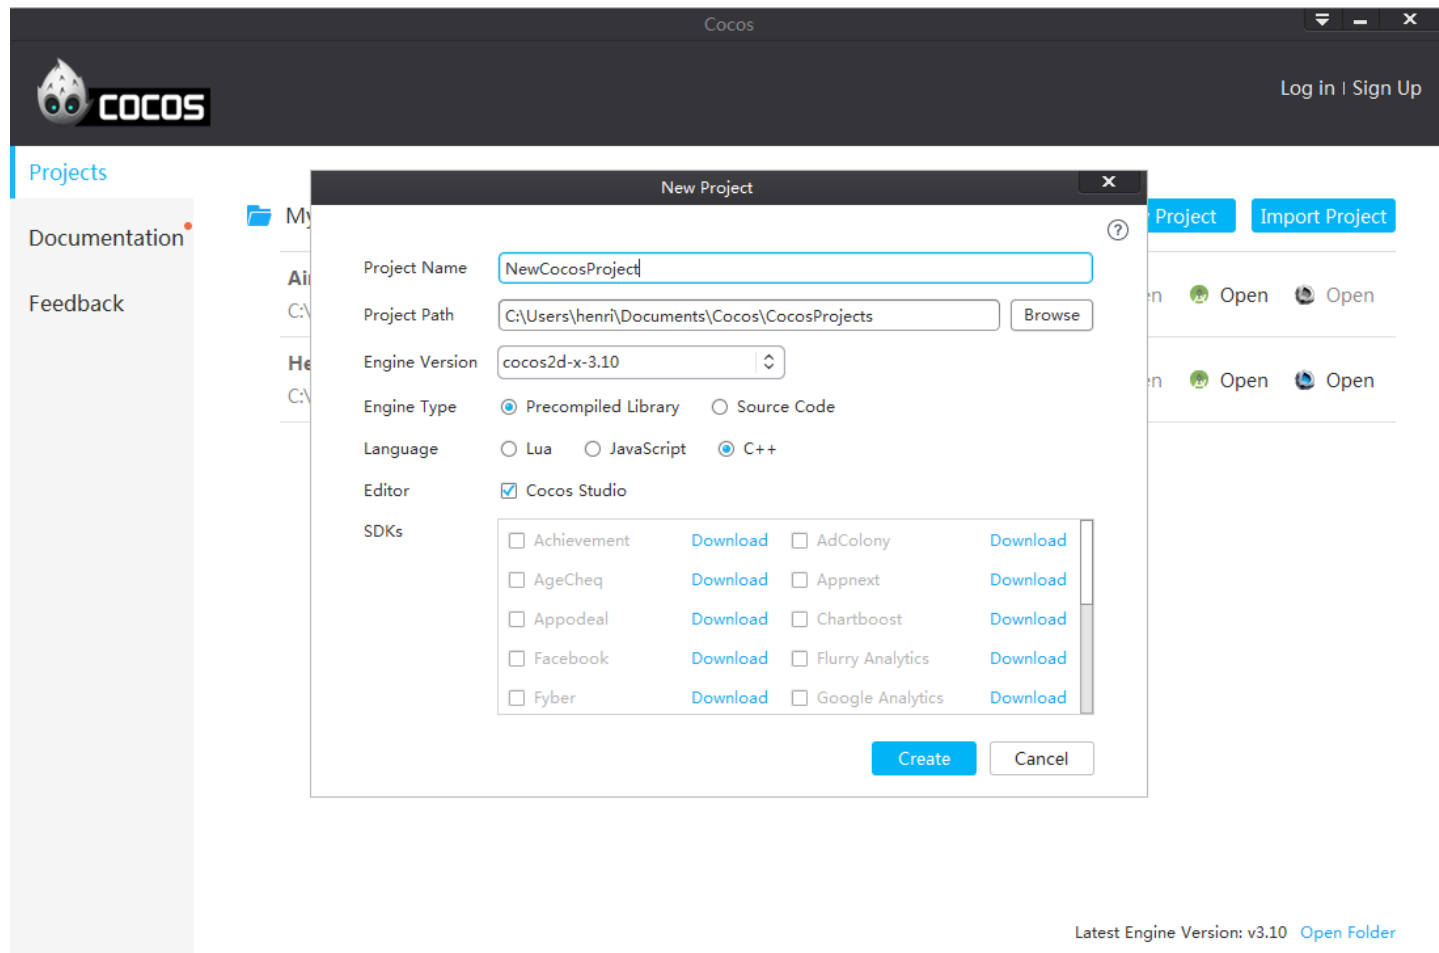 Cocos
COCOS
Log in | Sign Up
Projects
Documentation
Feedback
My
Project
Import Project
New Project
Project Name NewCocosProject
Project Path C:\Users\henri\Documents\Cocos\CocosProjects Browse
Engine Version cocos2d-x-3.10
Engine Type Precompiled Library Source Code
Language Lua JavaScript C++
Editor Cocos Studio
SDKs
Achievement Download AdColony Download
AgeCheq Download Appnext Download
Appodeal Download Chartboost Download
Facebook Download Flurry Analytics Download
Fyber Download Google Analytics Download
Create Cancel
Ai
C:\
Open Open
He
C:\
Open Open
Latest Engine Version: v3.10 Open Folder